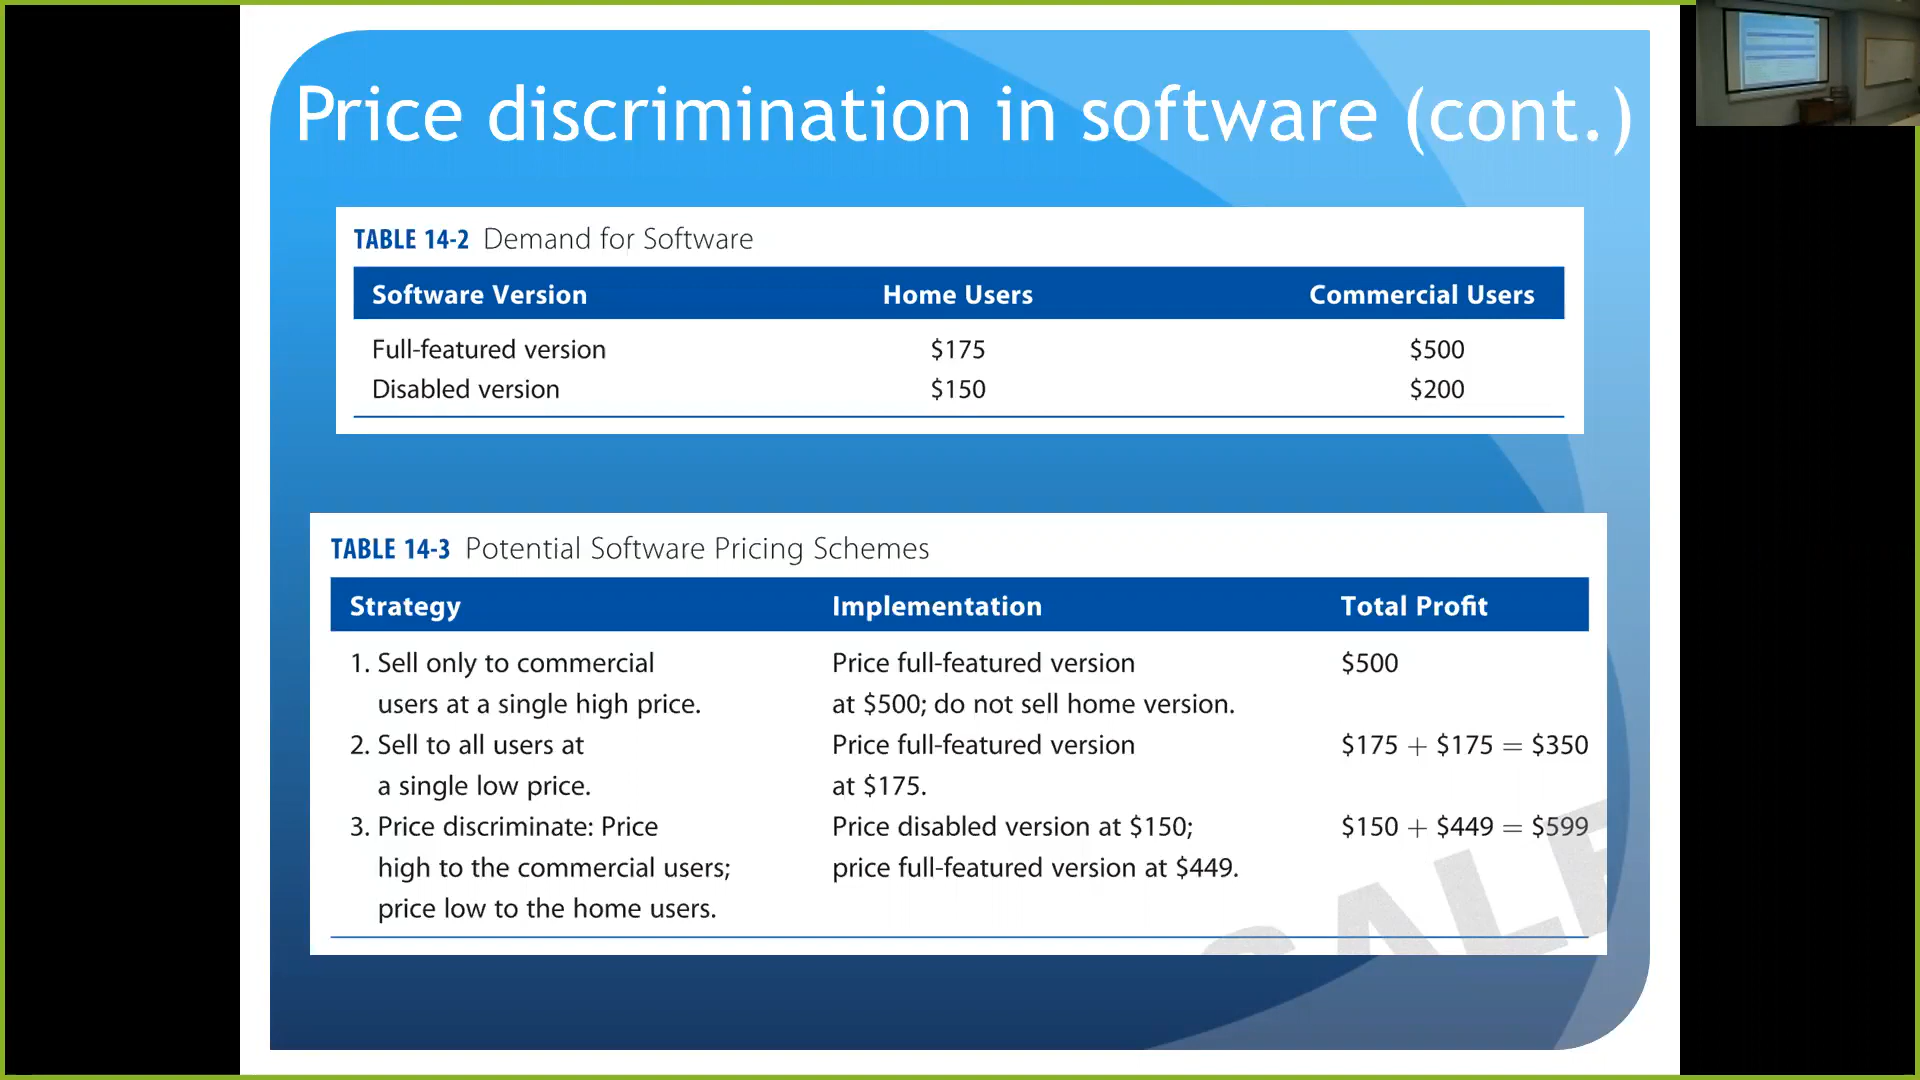 Price discrimination in software (cont.)
TABLE 14-2 Demand for Software
Software Version Home Users Commercial Users
Full-featured version $175 $500
Disabled version $150 $200
TABLE 14-3 Potential Software Pricing Schemes
Strategy Implementation Total Profit
1. Sell only to commercial Price full-featured version $500
users at a single high price. at $500; do not sell home version.
2. Sell to all users at Price full-featured version $175 + $175 = $350
a single low price. at $175.
3. Price discriminate: Price Price disabled version at $150; $150 + $449 = $599
high to the commercial users; price full-featured version at $449.
price low to the home users.